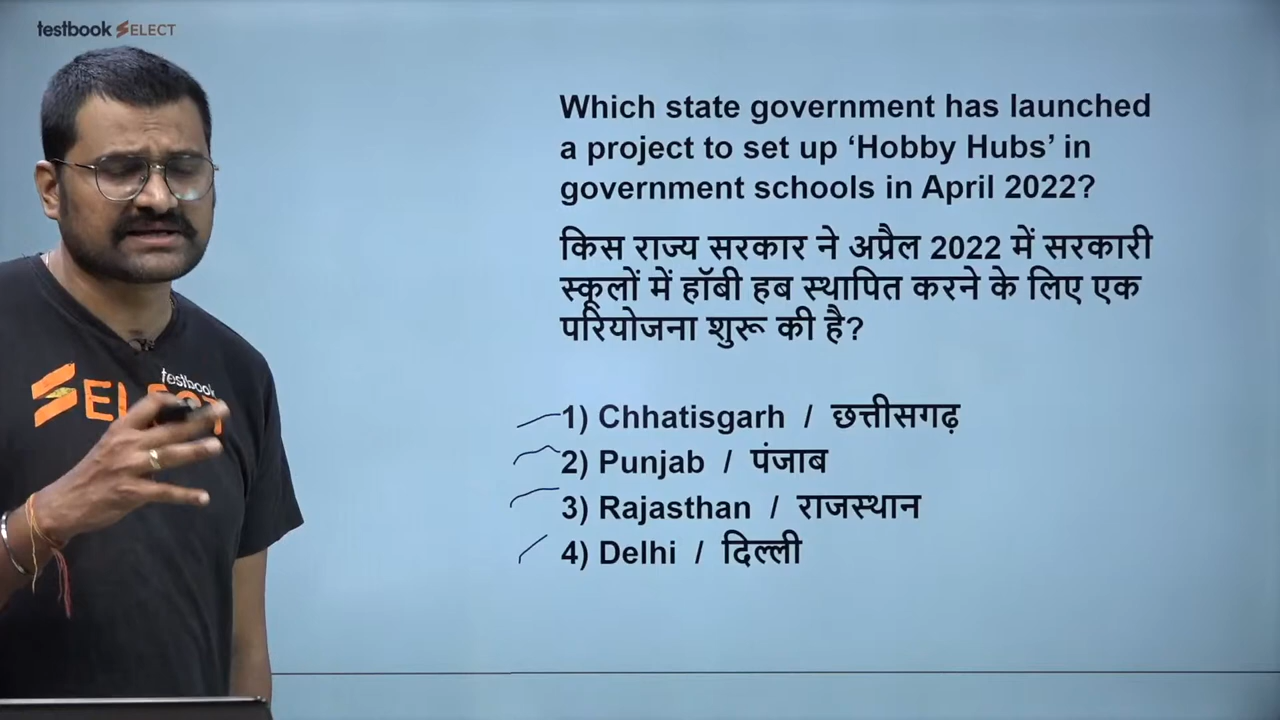 testbook SELECT
Which state government has launched
a project to set up ‘Hobby Hubs’ in
government schools in April 2022?
किस राज्य सरकार ने अप्रैल 2022 में सरकारी
स्कूलों में हॉबी हब स्थापित करने के लिए एक
परियोजना शुरू की है?
1) Chhatisgarh / छत्तीसगढ़
2) Punjab / पंजाब
3) Rajasthan / राजस्थान
4) Delhi / दिल्ली
testbook
SELECT